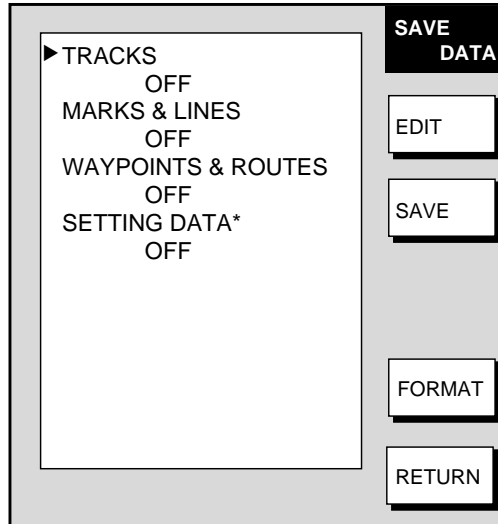 ▶TRACKS
OFF
MARKS & LINES
OFF
WAYPOINTS & ROUTES
OFF
SETTING DATA*
OFF
SAVE
DATA
EDIT
SAVE
FORMAT
RETURN